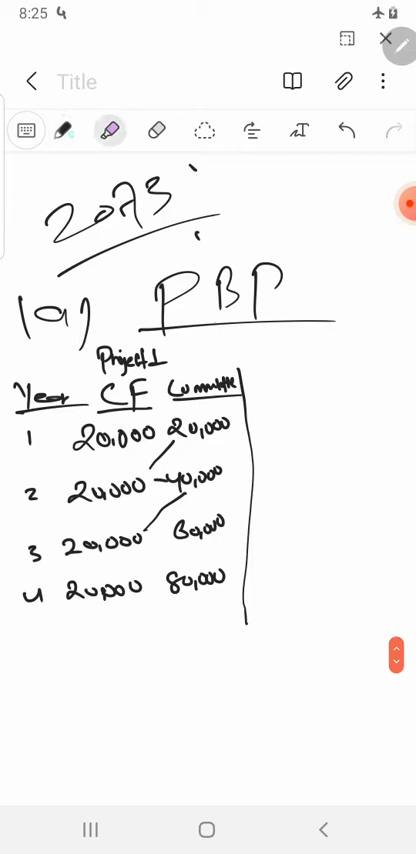 8:25
Title
2073
(a) PBP
Project 1
Year CF Cumulative
1 20,000 20,000
2 20,000 40,000
3 20,000 60,000
4 20,000 80,000